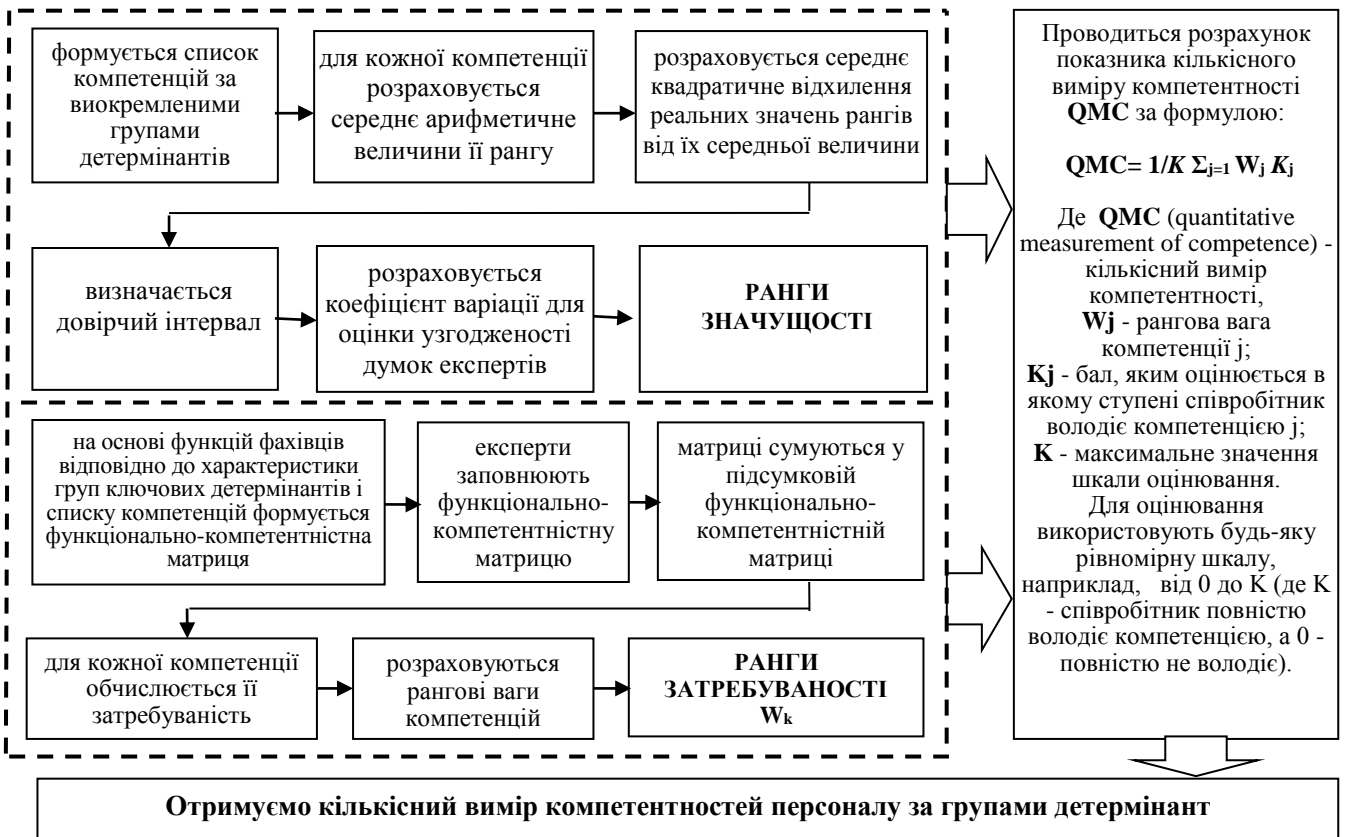 формується список
компетенцій за
виокремленими
групами
детермінантів
для кожної компетенції
розраховується
середнє арифметичне
величини її рангу
розраховується середнє
квадратичне відхилення
реальних значень рангів
від їх середньої величини
визначається
довірчий інтервал
розраховується
коефіцієнт варіації для
оцінки узгодженості
думок експертів
РАНГИ
ЗНАЧУЩОСТІ
на основі функцій фахівців
відповідно до характеристики
груп ключових детермінантів і
списку компетенцій формується
функціонально-компетентністна
матриця
експерти
заповнюють
функціонально-
компетентністну
матрицю
матриці сумуються у
підсумковій
функціонально-
компетентністній
матриці
для кожної компетенції
обчислюється її
затребуваність
розраховуються
рангові ваги
компетенцій
РАНГИ
ЗАТРЕБУВАНОСТІ
Wk
Проводиться розрахунок
показника кількісного
виміру компетентності
QMC за формулою:
QMC= 1/K Σj=1 Wj Kj
Де QMC (quantitative
measurement of competence) -
кількісний вимір
компетентності,
Wj - рангова вага
компетенції j;
Kj - бал, яким оцінюється в
якому ступені співробітник
володіє компетенцією j;
K - максимальне значення
шкали оцінювання.
Для оцінювання
використовують будь-яку
рівномірну шкалу,
наприклад, від 0 до K (де K
- співробітник повністю
володіє компетенцією, а 0 -
повністю не володіє).
Отримуємо кількісний вимір компетентностей персоналу за групами детермінант